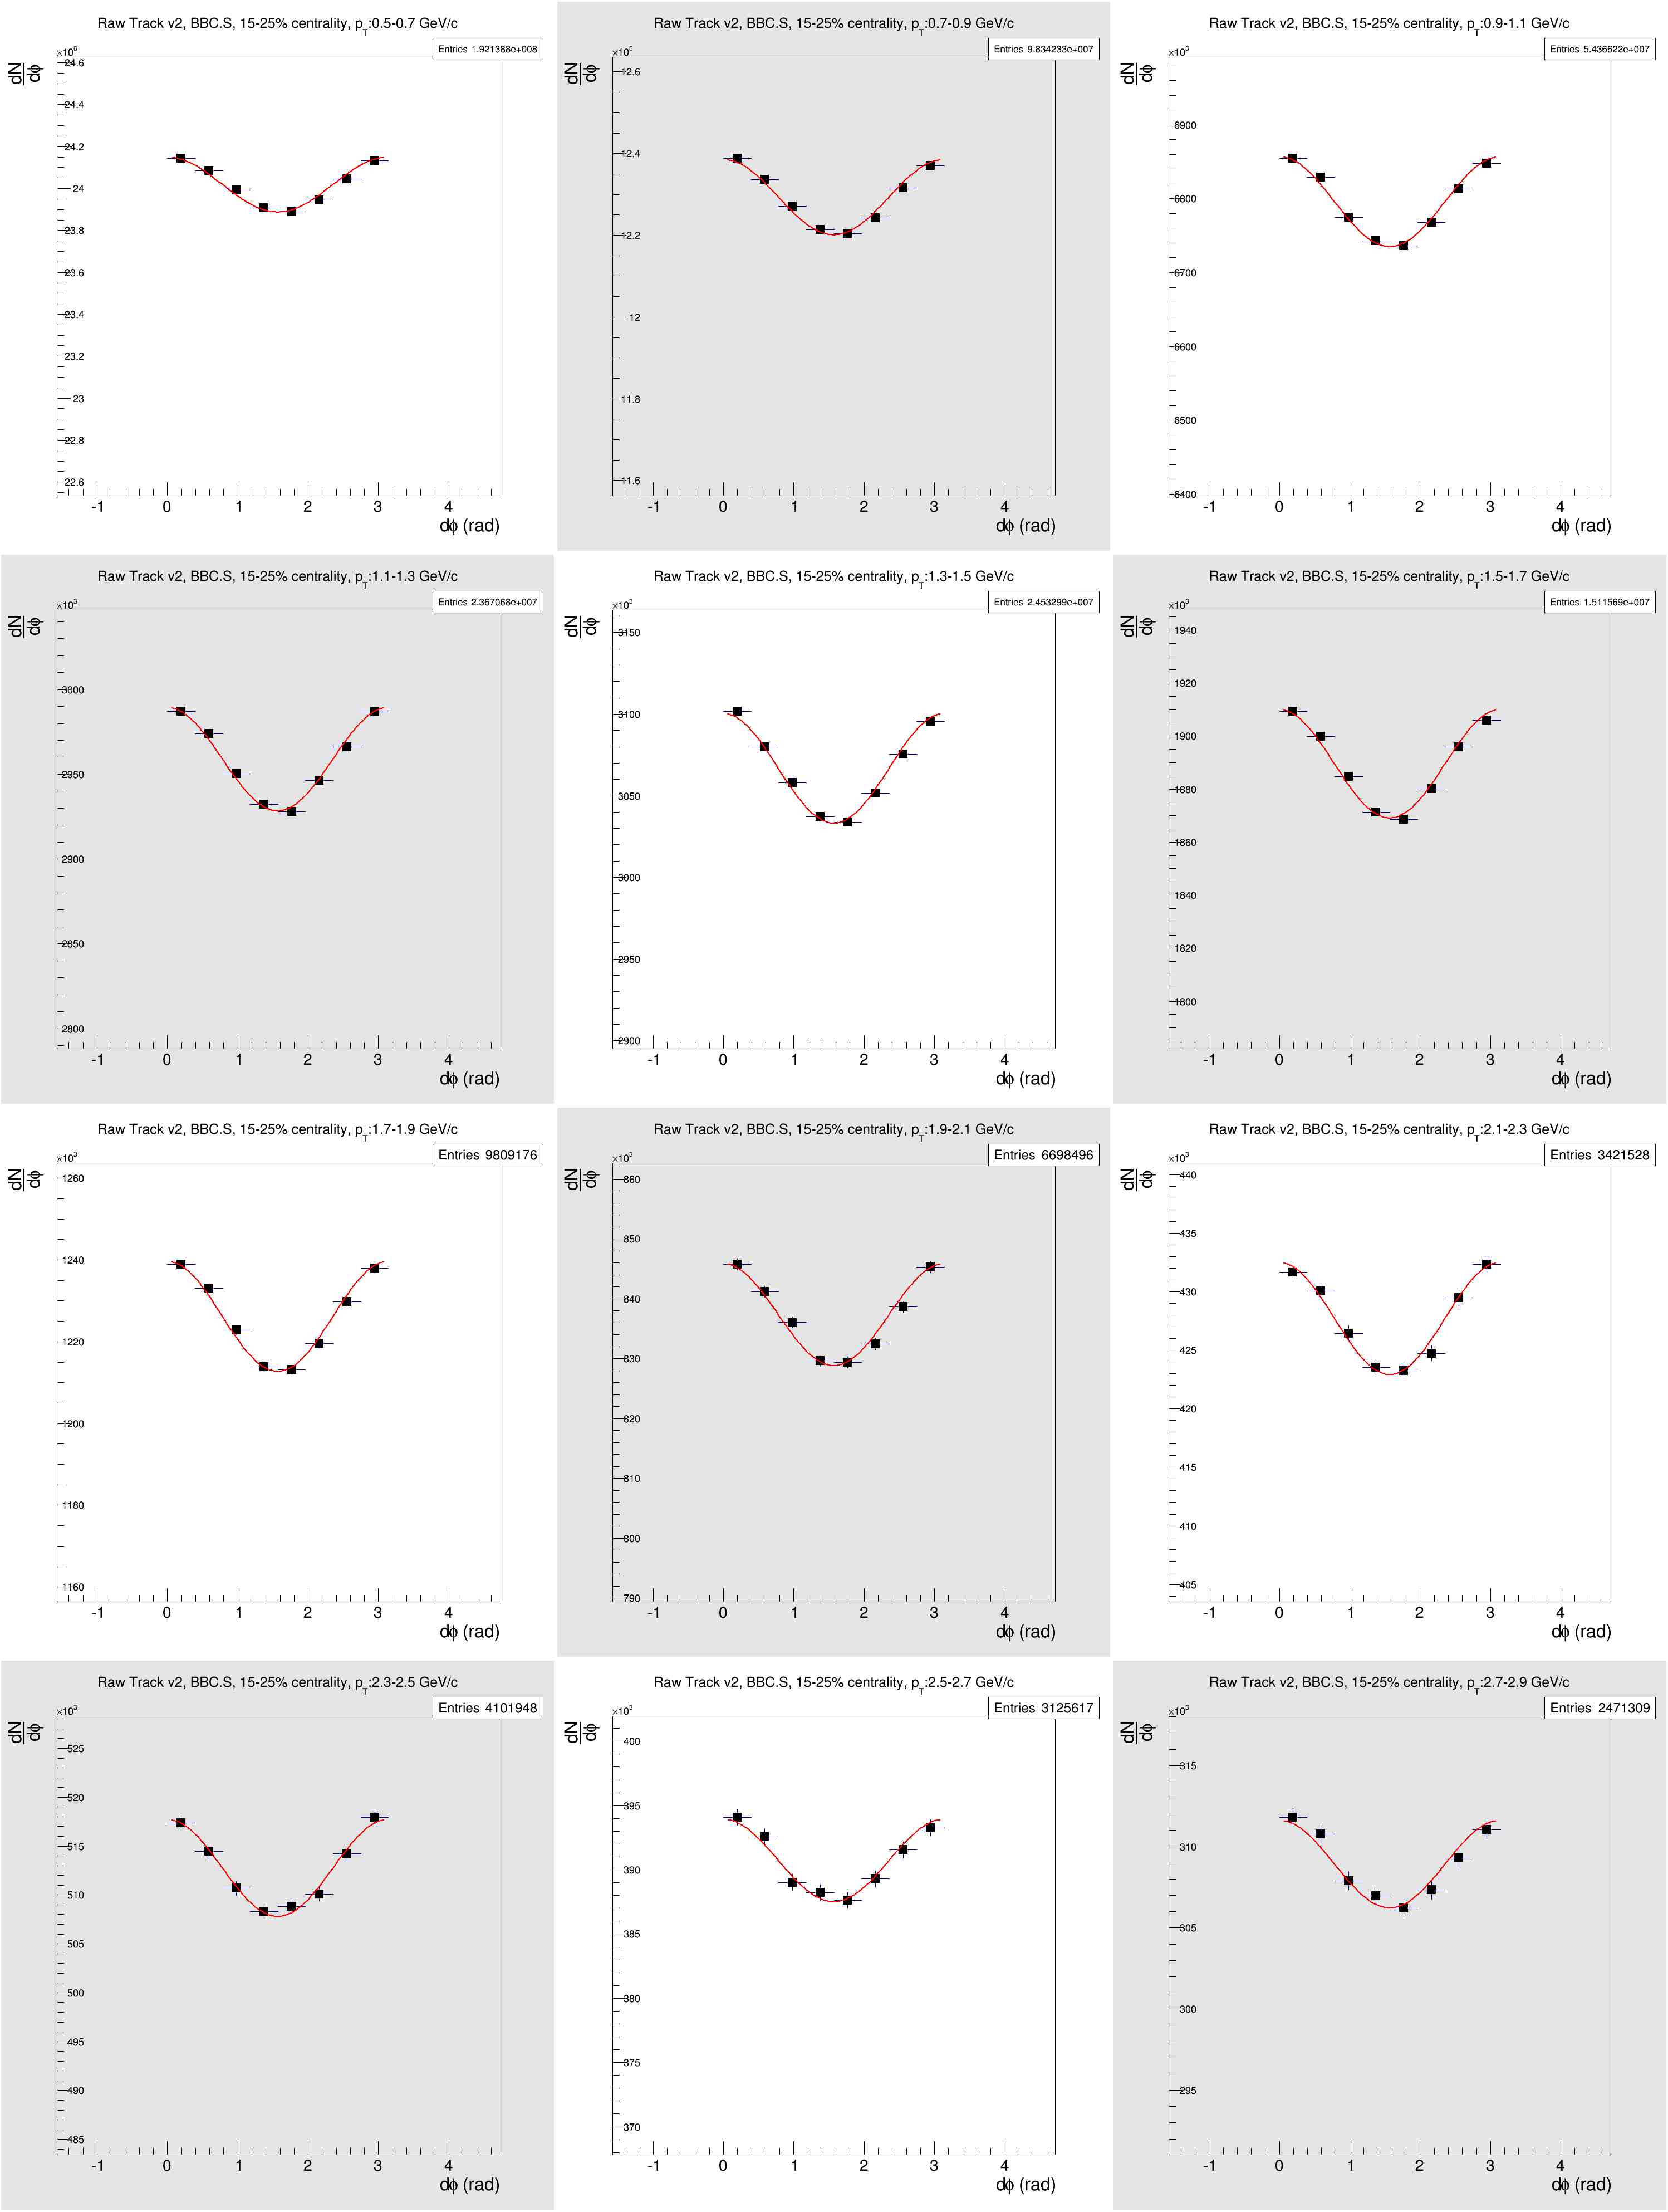 Raw Track v2, BBC.S, 15-25% centrality, pT:0.5-0.7 GeV/c
Entries 1.921388e+008
×10^6
dN
dϕ
24.6
24.4
24.2
24
23.8
23.6
23.4
23.2
23
22.8
22.6
-1 0 1 2 3 4
dϕ (rad)
Raw Track v2, BBC.S, 15-25% centrality, pT:0.7-0.9 GeV/c
Entries 9.834233e+007
×10^6
dN
dϕ
12.6
12.4
12.2
12
11.8
11.6
-1 0 1 2 3 4
dϕ (rad)
Raw Track v2, BBC.S, 15-25% centrality, pT:0.9-1.1 GeV/c
Entries 5.436622e+007
×10^3
dN
dϕ
6900
6800
6700
6600
6500
6400
-1 0 1 2 3 4
dϕ (rad)
Raw Track v2, BBC.S, 15-25% centrality, pT:1.1-1.3 GeV/c
Entries 2.367068e+007
×10^3
dN
dϕ
3000
2950
2900
2850
2800
-1 0 1 2 3 4
dϕ (rad)
Raw Track v2, BBC.S, 15-25% centrality, pT:1.3-1.5 GeV/c
Entries 2.453299e+007
×10^3
dN
dϕ
3150
3100
3050
3000
2950
2900
-1 0 1 2 3 4
dϕ (rad)
Raw Track v2, BBC.S, 15-25% centrality, pT:1.5-1.7 GeV/c
Entries 1.511569e+007
×10^3
dN
dϕ
1940
1920
1900
1880
1860
1840
1820
1800
-1 0 1 2 3 4
dϕ (rad)
Raw Track v2, BBC.S, 15-25% centrality, pT:1.7-1.9 GeV/c
Entries 9809176
×10^3
dN
dϕ
1260
1240
1220
1200
1180
1160
-1 0 1 2 3 4
dϕ (rad)
Raw Track v2, BBC.S, 15-25% centrality, pT:1.9-2.1 GeV/c
Entries 6698496
×10^3
dN
dϕ
860
850
840
830
820
810
800
790
-1 0 1 2 3 4
dϕ (rad)
Raw Track v2, BBC.S, 15-25% centrality, pT:2.1-2.3 GeV/c
Entries 3421528
×10^3
dN
dϕ
440
435
430
425
420
415
410
405
-1 0 1 2 3 4
dϕ (rad)
Raw Track v2, BBC.S, 15-25% centrality, pT:2.3-2.5 GeV/c
Entries 4101948
×10^3
dN
dϕ
525
520
515
510
505
500
495
490
485
-1 0 1 2 3 4
dϕ (rad)
Raw Track v2, BBC.S, 15-25% centrality, pT:2.5-2.7 GeV/c
Entries 3125617
×10^3
dN
dϕ
400
395
390
385
380
375
370
-1 0 1 2 3 4
dϕ (rad)
Raw Track v2, BBC.S, 15-25% centrality, pT:2.7-2.9 GeV/c
Entries 2471309
×10^3
dN
dϕ
315
310
305
300
295
-1 0 1 2 3 4
dϕ (rad)